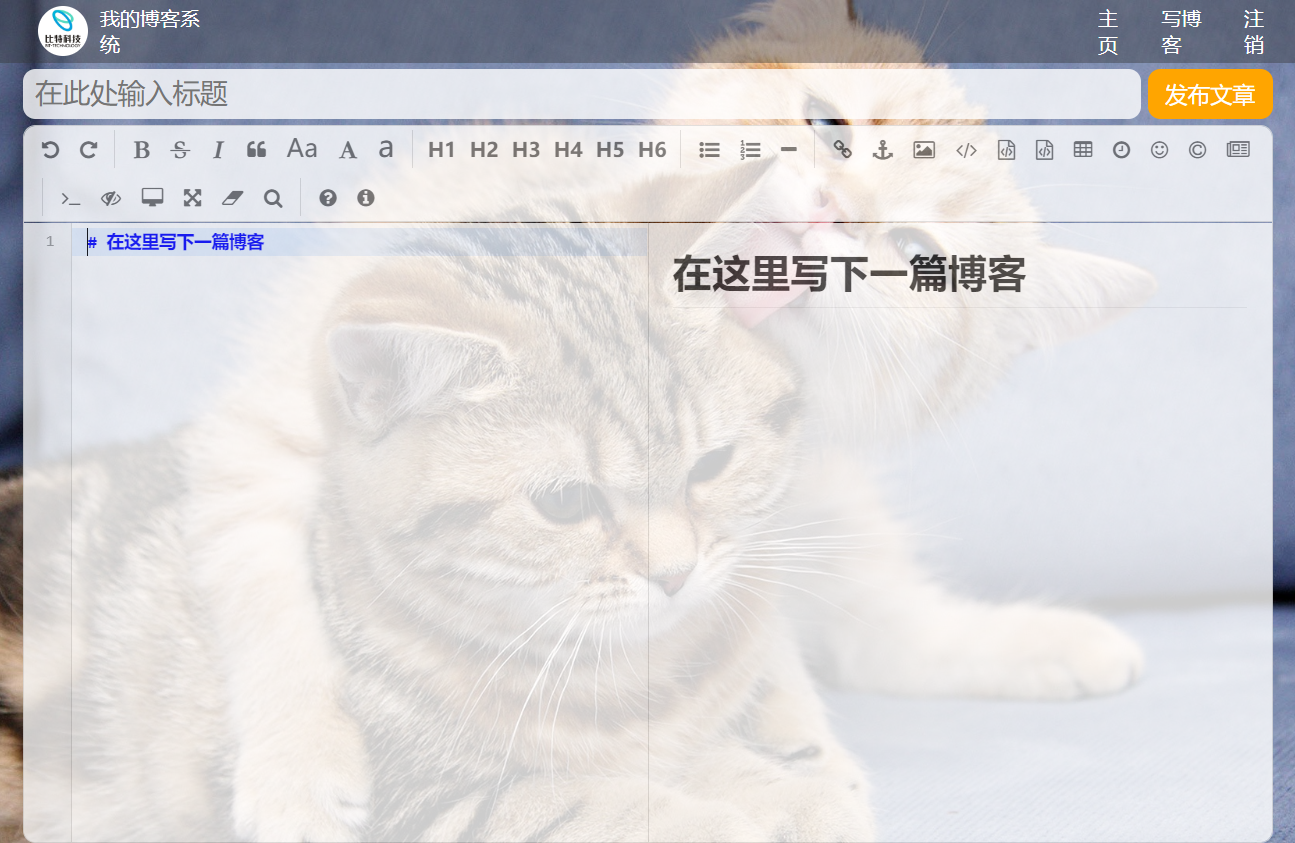 比特科技
BIT-TECHNOLOGY
我的博客系
统
主
页
写博
客
注
销
在此处输入标题
发布文章
B S I Aa A a H1 H2 H3 H4 H5 H6
1
# 在这里写下一篇博客
在这里写下一篇博客